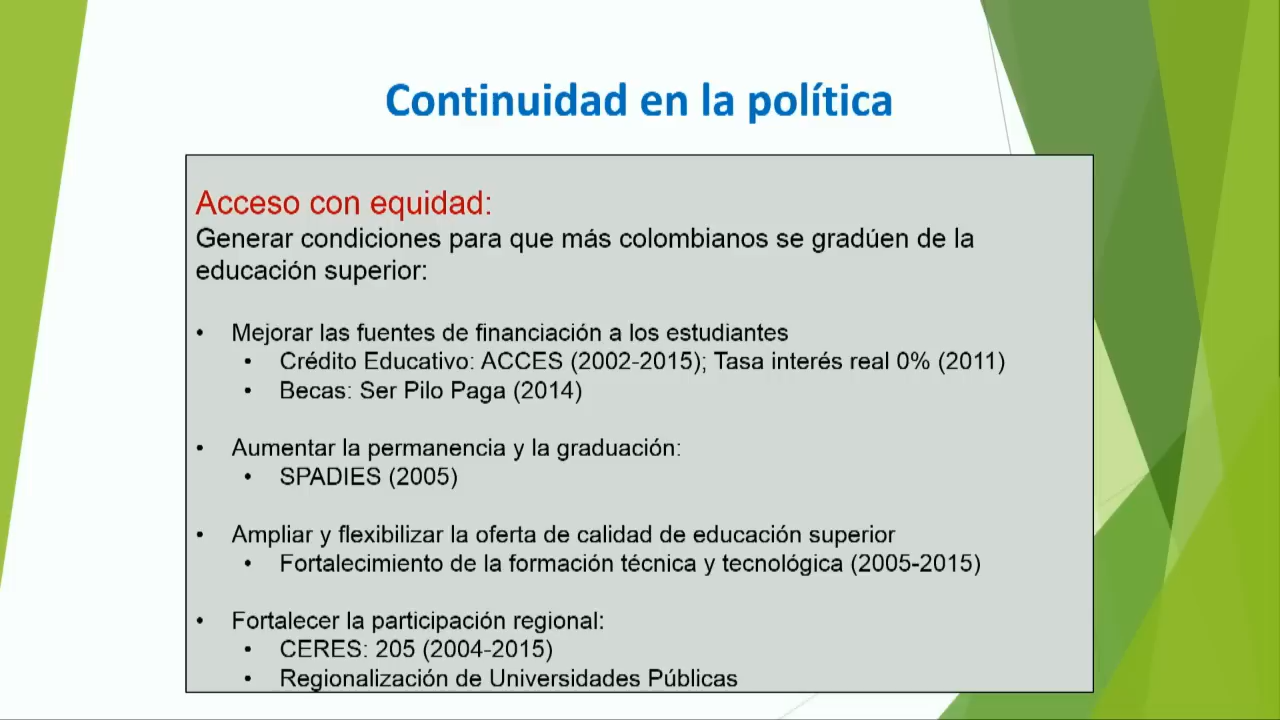 Continuidad en la política
Acceso con equidad:
Generar condiciones para que más colombianos se gradúen de la
educación superior:
• Mejorar las fuentes de financiación a los estudiantes
• Crédito Educativo: ACCES (2002-2015); Tasa interés real 0% (2011)
• Becas: Ser Pilo Paga (2014)
• Aumentar la permanencia y la graduación:
• SPADIES (2005)
• Ampliar y flexibilizar la oferta de calidad de educación superior
• Fortalecimiento de la formación técnica y tecnológica (2005-2015)
• Fortalecer la participación regional:
• CERES: 205 (2004-2015)
• Regionalización de Universidades Públicas